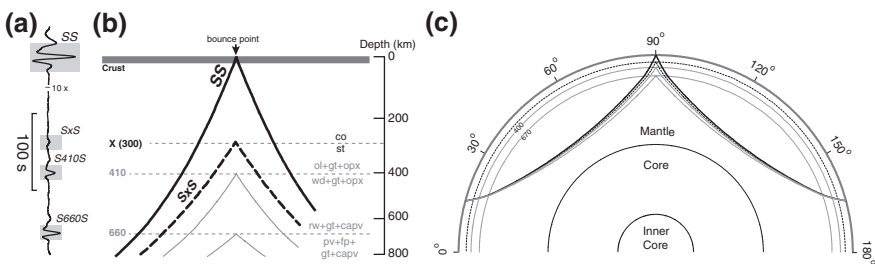 (a)
SS
10 x
SxS
100 s
S410S
S660S
(b)
bounce point
Depth (km)
Crust
0
SS
200
X (300)
co
st
400
410
ol+gt+opx
wd+gt+opx
SxS
600
rw+gt+capv
660
pv+fp+
gt+capv
800
(c)
90°
60°
120°
30°
150°
400
670
Mantle
Core
Inner
Core
0°
180°